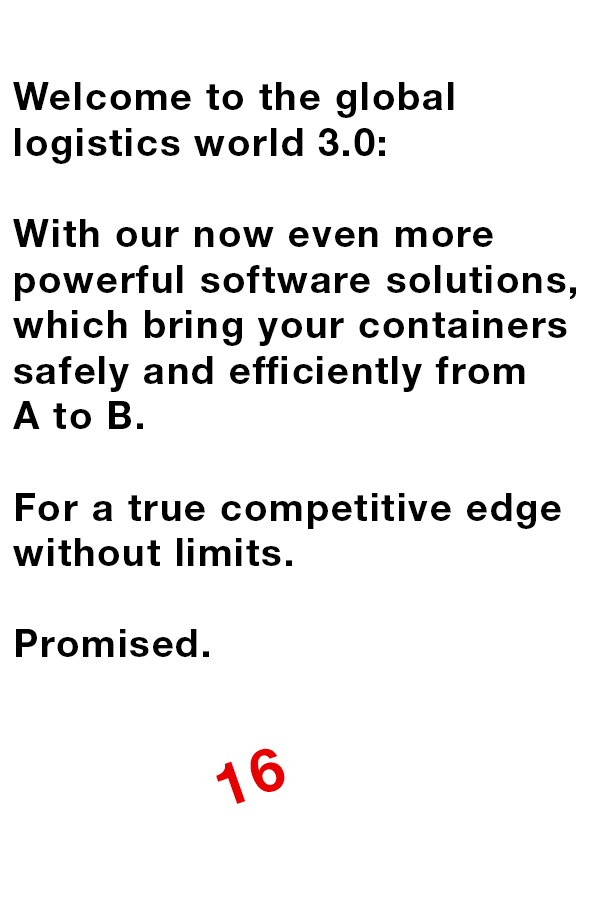 Welcome to the global
logistics world 3.0:
With our now even more
powerful software solutions,
which bring your containers
safely and efficiently from
A to B.
For a true competitive edge
without limits.
Promised.
16